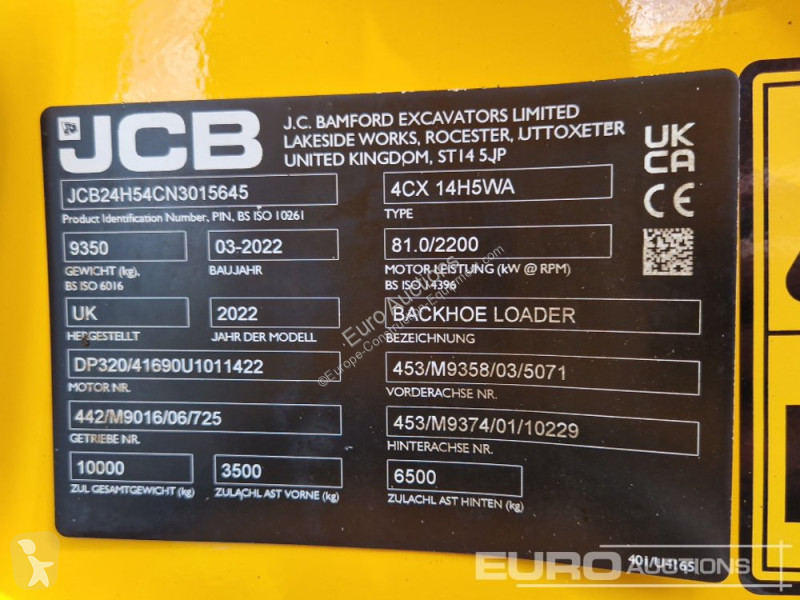 JCB
J.C. BAMFORD EXCAVATORS LIMITED
LAKESIDE WORKS, ROCESTER, UTTOXETER
UNITED KINGDOM, ST14 5JP
UK
CA
CE
JCB24H54CN3015645
Product Identification Number, PIN, BS ISO 10261
4CX 14H5WA
TYPE
9350
GEWICHT (kg),
BS ISO 6016
03-2022
BAUJAHR
81.0/2200
MOTOR LEISTUNG (kW @ RPM)
BS ISO 14396
UK
HERGESTELLT
2022
JAHR DER MODELL
BACKHOE LOADER
BEZEICHNUNG
DP320/41690U1011422
MOTOR NR.
453/M9358/03/5071
VORDERACHSE NR.
442/M9016/06/725
GETRIEBE NR.
453/M9374/01/10229
HINTERACHSE NR.
10000
ZUL GESAMTGEWICHT (kg)
3500
ZULACHL AST VORNE (kg)
6500
ZULACHL AST HINTEN (kg)
401/U4165
Euro Auctions
©Europe-Construction-Equipment.com
EURO AUCTIONS